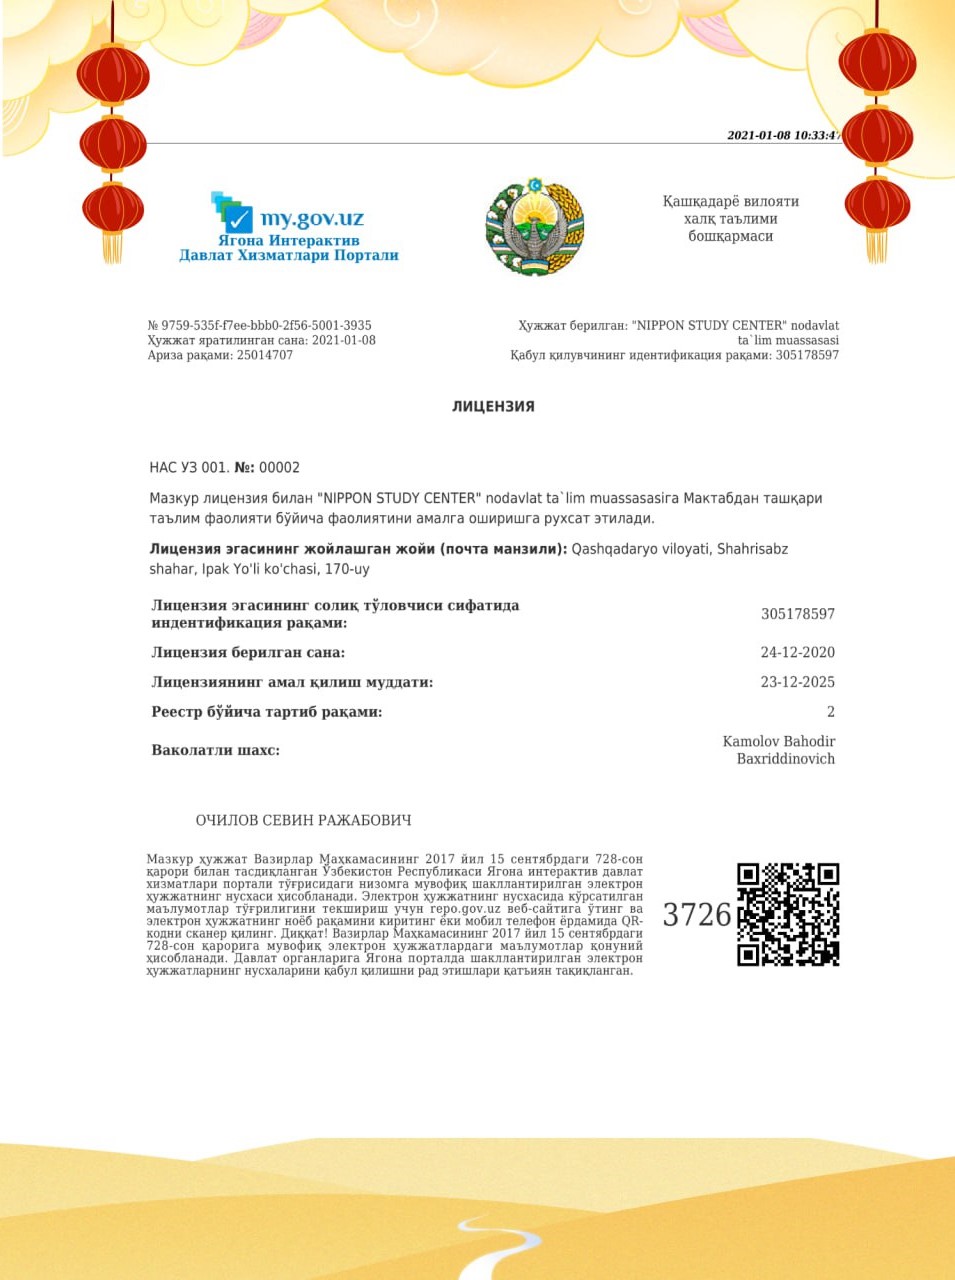 2021-01-08 10:33:47
my.gov.uz
Ягона Интерактив
Давлат Хизматлари Портали
Қашқадарё вилояти
халқ таълими
бошқармаси
№ 9759-535f-f7ee-bbb0-2f56-5001-3935
Ҳужжат яратилинган сана: 2021-01-08
Ариза рақами: 25014707
Ҳужжат берилган: "NIPPON STUDY CENTER" nodavlat
ta`lim muassasasi
Қабул қилувчининг идентификация рақами: 305178597
ЛИЦЕНЗИЯ
НАС УЗ 001. №: 00002
Мазкур лицензия билан "NIPPON STUDY CENTER" nodavlat ta`lim muassasasiга Мактабдан ташқари
таълим фаолияти бўйича фаолиятини амалга оширишга рухсат этилади.
Лицензия эгасининг жойлашган жойи (почта манзили): Qashqadaryo viloyati, Shahrisabz
shahar, Ipak Yo'li ko'chasi, 170-uy
Лицензия эгасининг солиқ тўловчиси сифатида
индентификация рақами:
305178597
Лицензия берилган сана: 24-12-2020
Лицензиянинг амал қилиш муддати: 23-12-2025
Реестр бўйича тартиб рақами: 2
Ваколатли шахс:
Kamolov Bahodir
Baxriddinovich
ОЧИЛОВ СЕВИН РАЖАБОВИЧ
Мазкур ҳужжат Вазирлар Маҳкамасининг 2017 йил 15 сентябрдаги 728-сон
қарори билан тасдиқланган Ўзбекистон Республикаси Ягона интерактив давлат
хизматлари портали тўғрисидаги низомга мувофиқ шакллантирилган электрон
ҳужжатнинг нусхаси ҳисобланади. Электрон ҳужжатнинг нусхасида кўрсатилган
маълумотлар тўғрилигини текшириш учун repo.gov.uz веб-сайтига ўтинг ва
электрон ҳужжатнинг ноёб рақамини киритинг ёки мобил телефон ёрдамида QR-
кодни сканер қилинг. Диққат! Вазирлар Маҳкамасининг 2017 йил 15 сентябрдаги
728-сон қарорига мувофиқ электрон ҳужжатлардаги маълумотлар қонуний
ҳисобланади. Давлат органларига Ягона порталда шакллантирилган электрон
ҳужжатларнинг нусхаларини қабул қилишни рад этишлари қатъиян тақиқланган.
3726